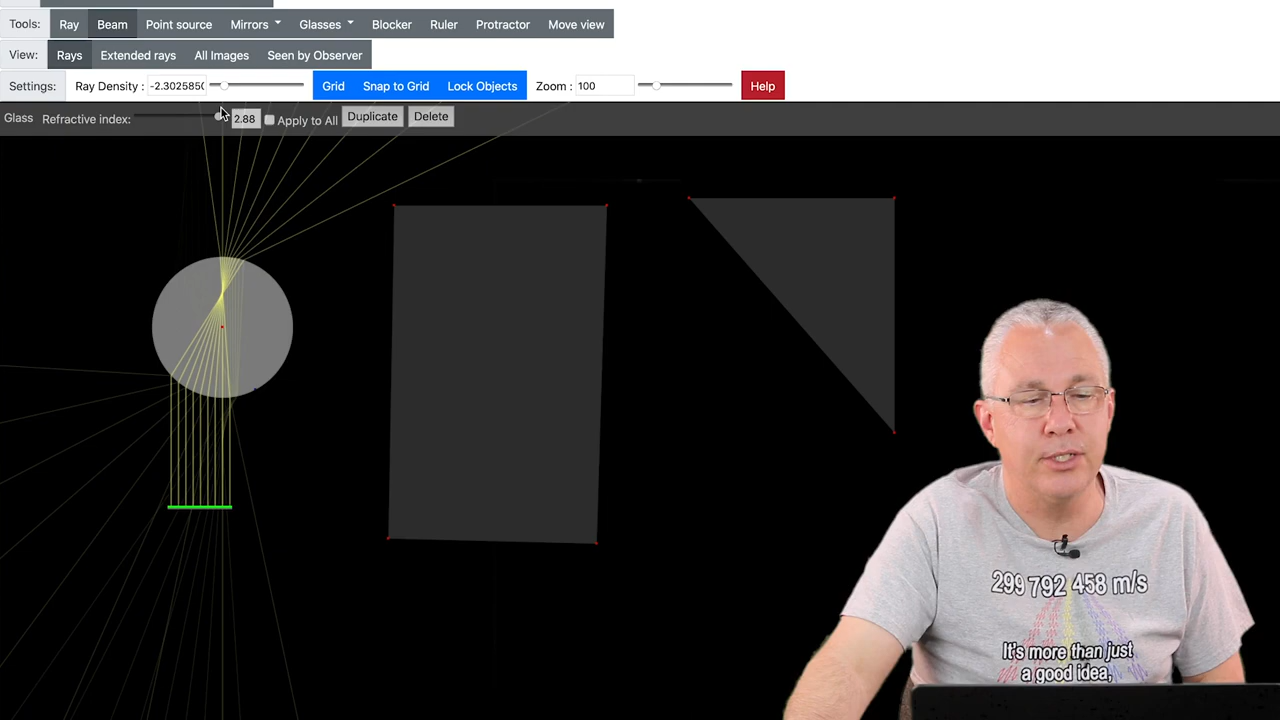 Tools: Ray Beam Point source Mirrors Glasses Blocker Ruler Protractor Move view
View: Rays Extended rays All Images Seen by Observer
Settings: Ray Density : -2.302585( Grid Snap to Grid Lock Objects Zoom : 100 Help
Glass Refractive index: 2.88 Apply to All Duplicate Delete
299 792 458 m/s
It's more than just
a good idea,